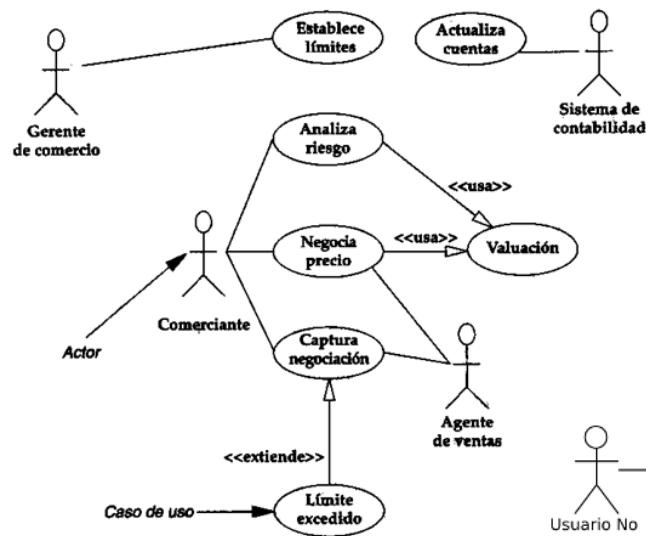 Establece
límites
Actualiza
cuentas
Gerente
de comercio
Sistema de
contabilidad
Analiza
riesgo
<<usa>>
Negocia
precio
<<usa>>
Valuación
Comerciante
Actor
Captura
negociación
Agente
de ventas
<<extiende>>
Caso de uso
Límite
excedido
Usuario No